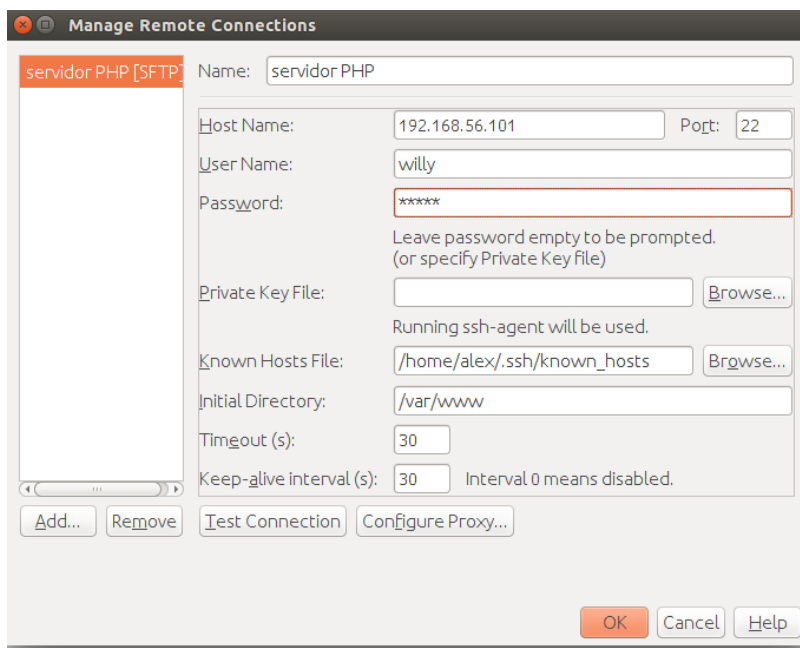 Manage Remote Connections
servidor PHP [SFTP]
Name: servidor PHP
Host Name: 192.168.56.101 Port: 22
User Name: willy
Password: *****
Leave password empty to be prompted.
(or specify Private Key file)
Private Key File: Browse...
Running ssh-agent will be used.
Known Hosts File: /home/alex/.ssh/known_hosts Browse...
Initial Directory: /var/www
Timeout (s): 30
Keep-alive interval (s): 30 Interval 0 means disabled.
Add... Remove Test Connection Configure Proxy...
OK Cancel Help